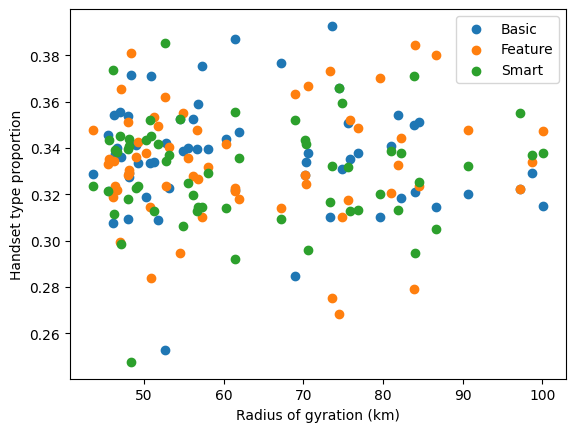 Basic
Feature
Smart
0.38
0.36
0.34
0.32
0.30
0.28
0.26
Handset type proportion
50
60
70
80
90
100
Radius of gyration (km)